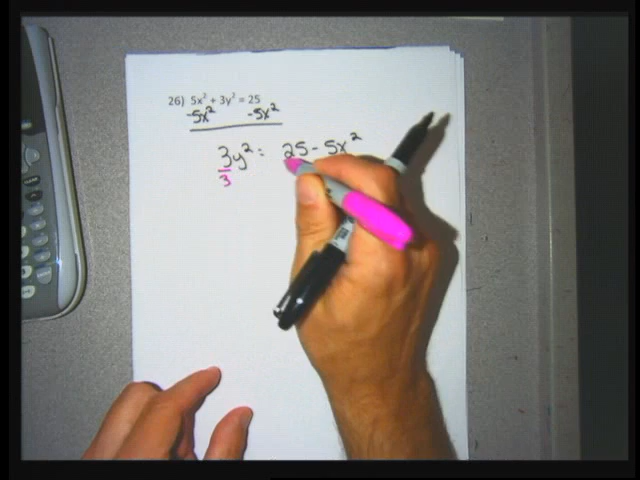 26) 5x² + 3y² = 25
-5x² -5x²
3y² = 25 - 5x²
3